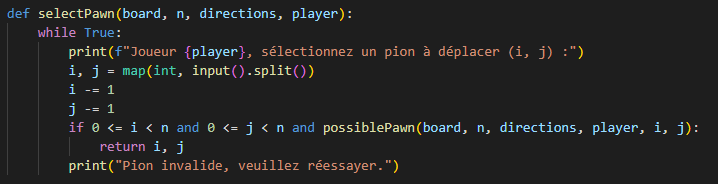 def selectPawn(board, n, directions, player):
    while True:
        print(f"Joueur {player}, sélectionnez un pion à déplacer (i, j) :")
        i, j = map(int, input().split())
        i -= 1
        j -= 1
        if 0 <= i < n and 0 <= j < n and possiblePawn(board, n, directions, player, i, j):
            return i, j
        print("Pion invalide, veuillez réessayer.")